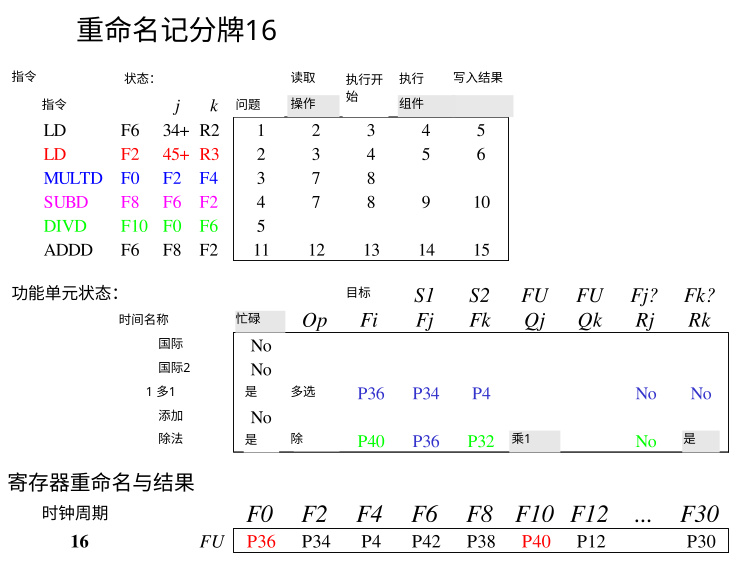 重命名记分牌16
指令 状态： 读取 执行开始 执行 写入结果
指令 j k 问题 操作 组件
LD F6 34+ R2 1 2 3 4 5
LD F2 45+ R3 2 3 4 5 6
MULTD F0 F2 F4 3 7 8
SUBD F8 F6 F2 4 7 8 9 10
DIVD F10 F0 F6 5
ADDD F6 F8 F2 11 12 13 14 15
功能单元状态： 目标 S1 S2 FU FU Fj? Fk?
时间名称 忙碌 Op Fi Fj Fk Qj Qk Rj Rk
国际 No
国际2 No
1 多1 是 多选 P36 P34 P4 No No
添加 No
除法 是 除 P40 P36 P32 乘1 No 是
寄存器重命名与结果
时钟周期 F0 F2 F4 F6 F8 F10 F12 ... F30
16 FU P36 P34 P4 P42 P38 P40 P12 P30